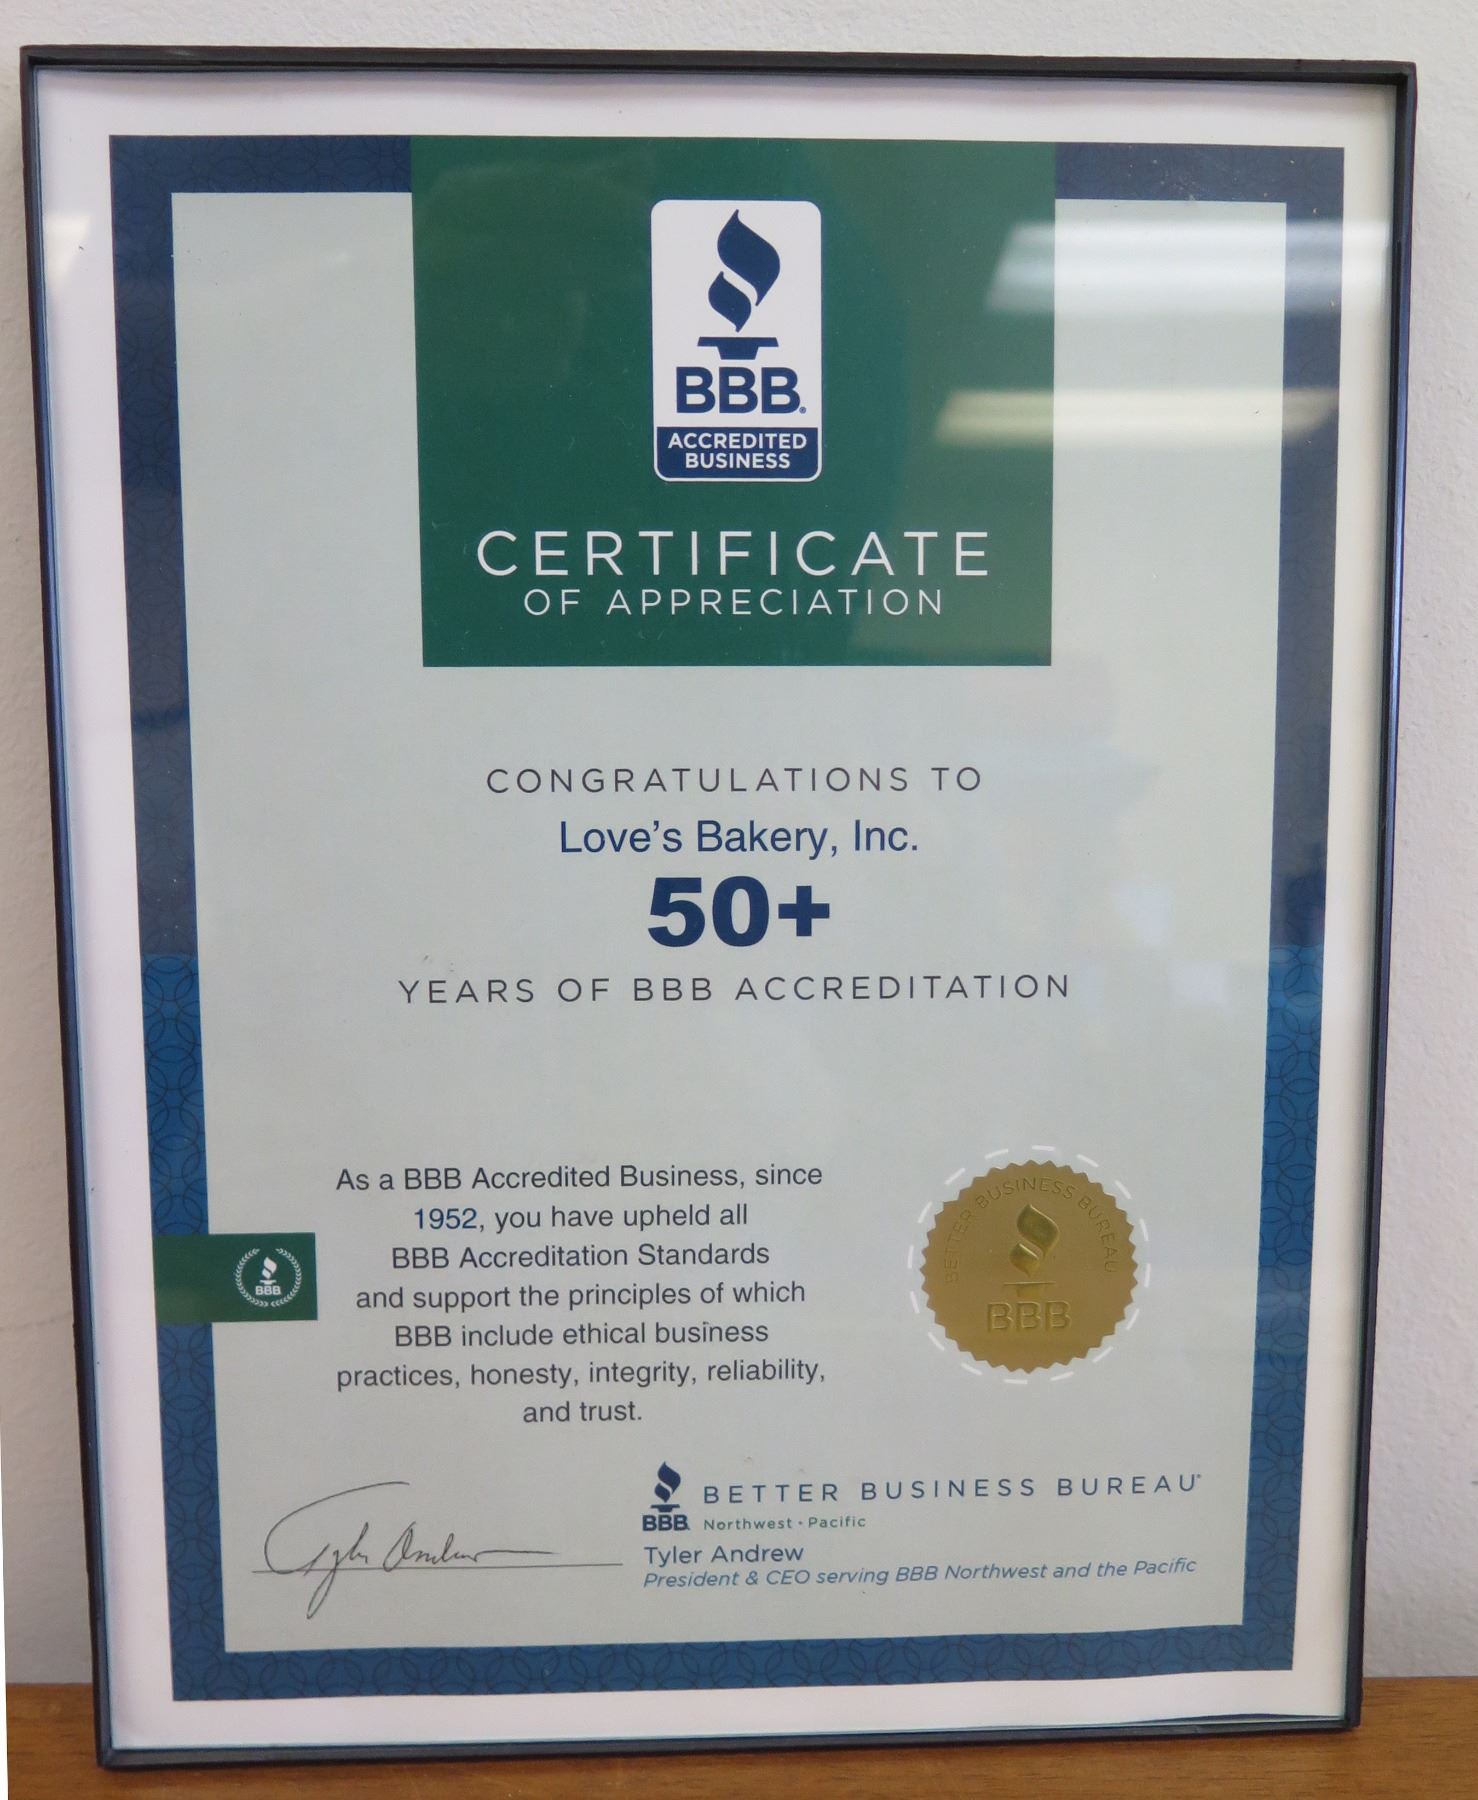 BBB®
ACCREDITED
BUSINESS
CERTIFICATE
OF APPRECIATION
CONGRATULATIONS TO
Love's Bakery, Inc.
50+
YEARS OF BBB ACCREDITATION
As a BBB Accredited Business, since
1952, you have upheld all
BBB Accreditation Standards
and support the principles of which
BBB include ethical business
practices, honesty, integrity, reliability,
and trust.
BBB
BETTER BUSINESS BUREAU
BBB
Tyler Andrew
BETTER BUSINESS BUREAU®
BBB Northwest • Pacific
Tyler Andrew
President & CEO serving BBB Northwest and the Pacific